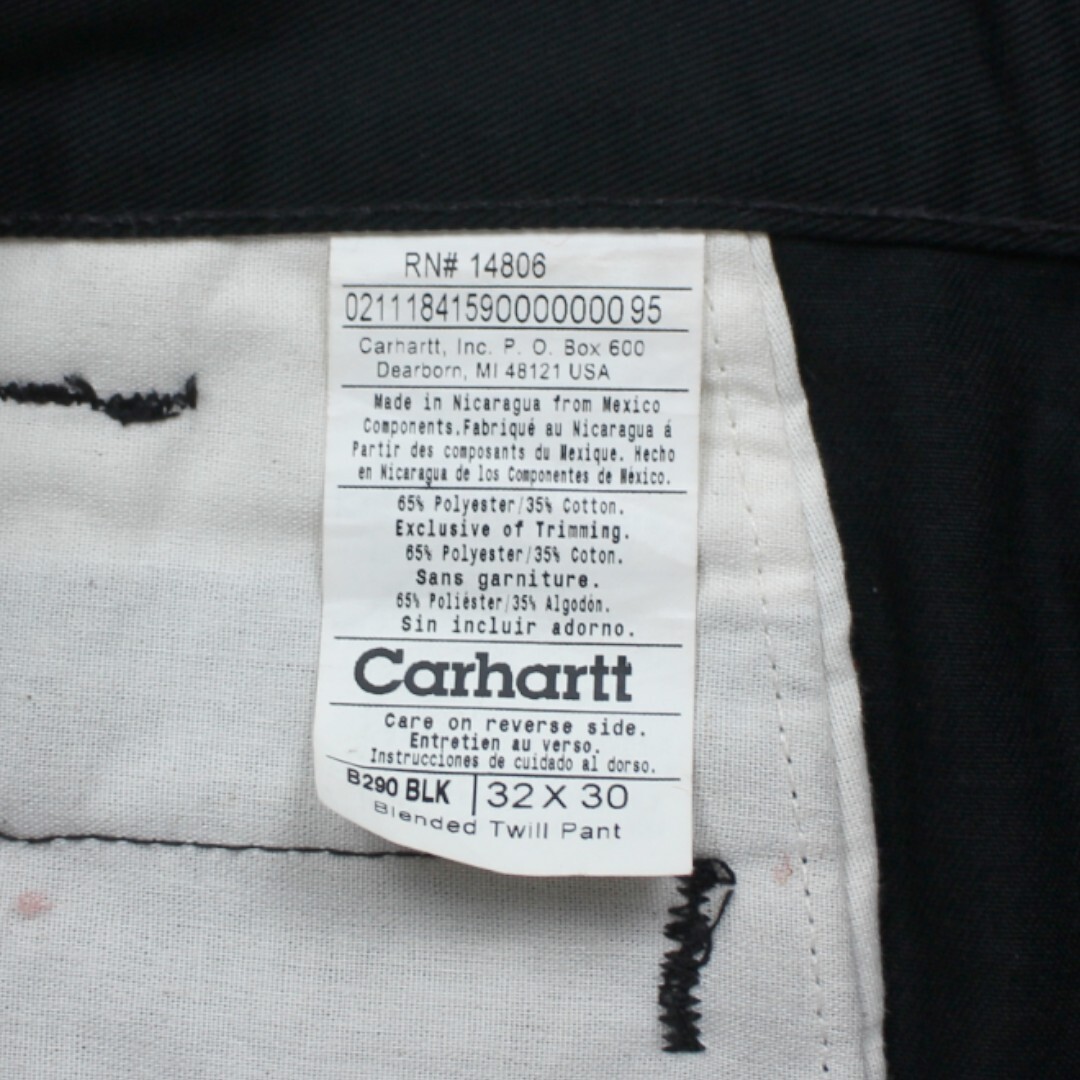 RN# 14806
0211184159000000095
Carhartt, Inc. P. O. Box 600
Dearborn, MI 48121 USA
Made in Nicaragua from Mexico
Components.Fabriqué au Nicaragua á
Partir des composants du Mexique. Hecho
en Nicaragua de los Componentes de México.
65% Polyester/35% Cotton.
Exclusive of Trimming.
65% Polyester/35% Coton.
Sans garniture.
65% Poliéster/35% Algodón.
Sin incluir adorno.
Carhartt
Care on reverse side.
Entretien au verso.
Instrucciones de cuidado al dorso.
B290 BLK | 32 X 30
Blended Twill Pant